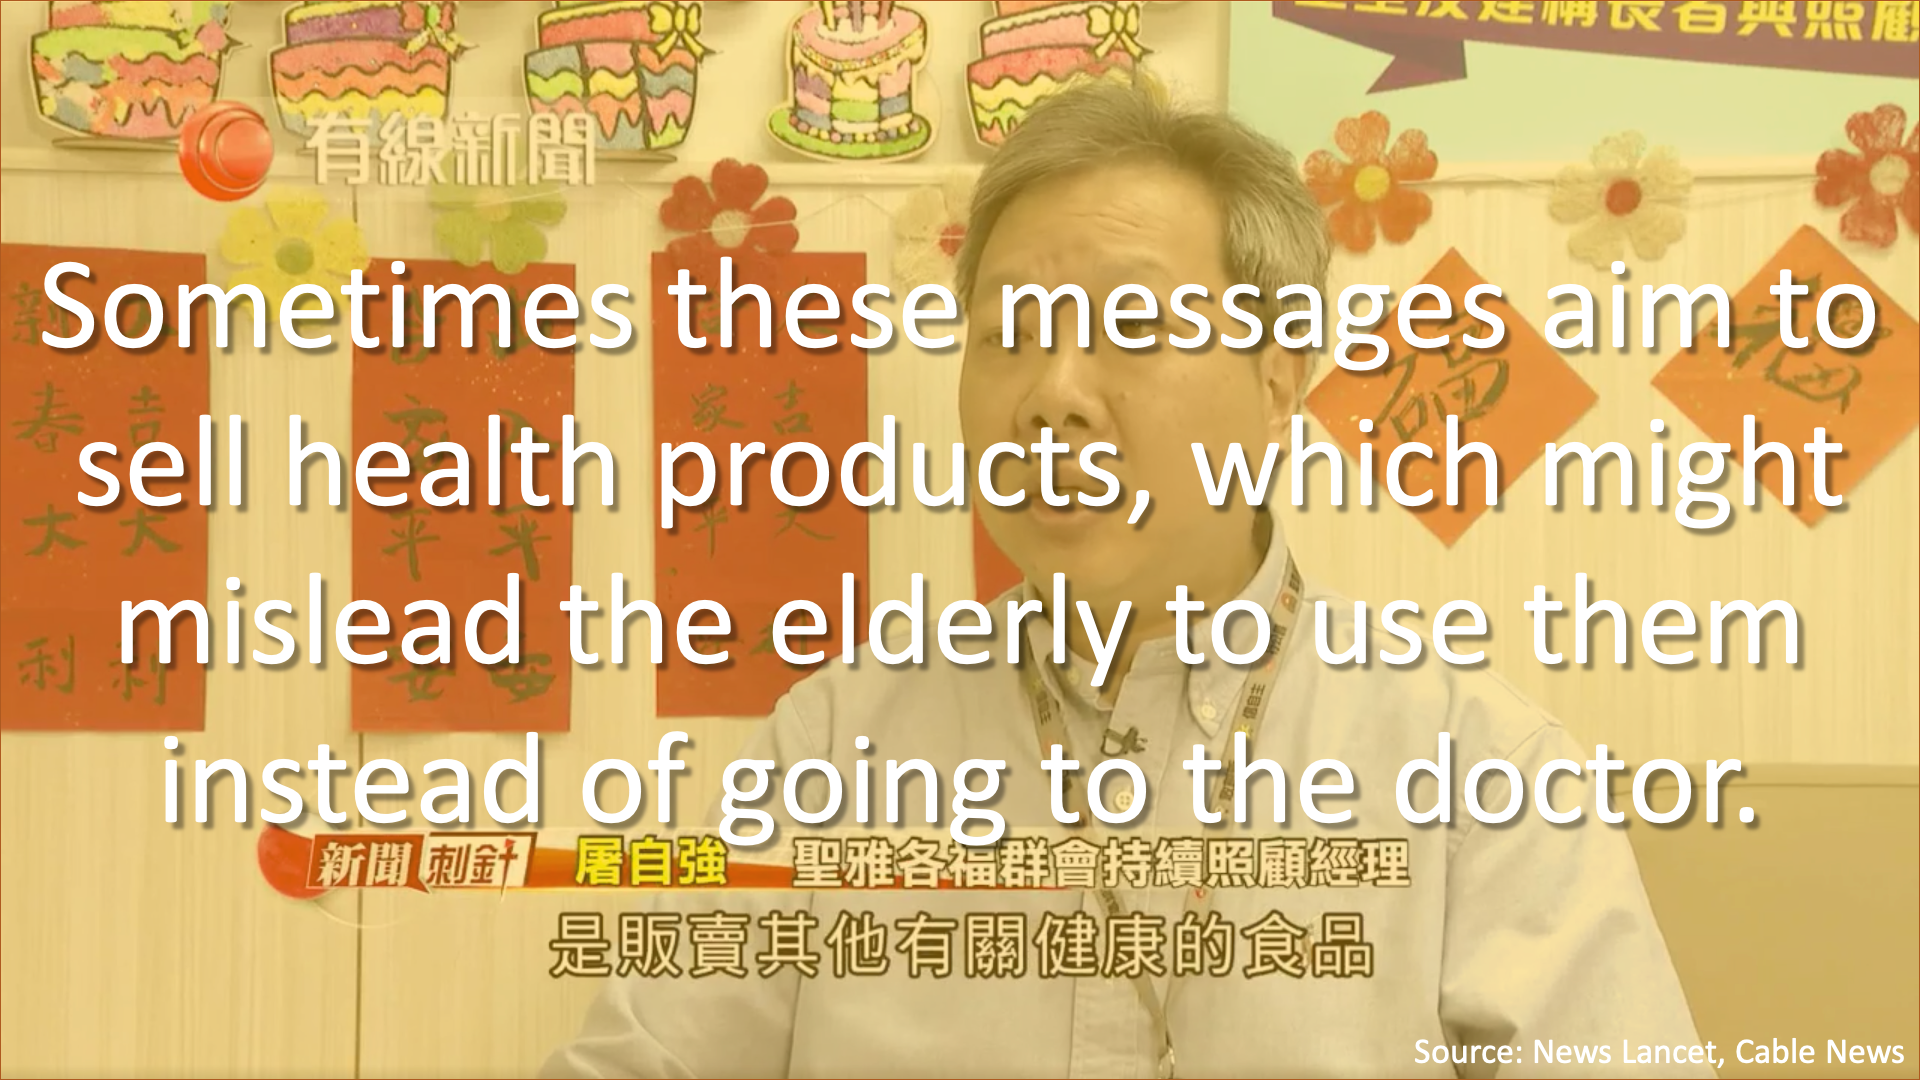 有線新聞
Sometimes these messages aim to
sell health products, which might
mislead the elderly to use them
instead of going to the doctor.
新聞刺針 屠自強 聖雅各福群會持續照顧經理
是販賣其他有關健康的食品
Source: News Lancet, Cable News